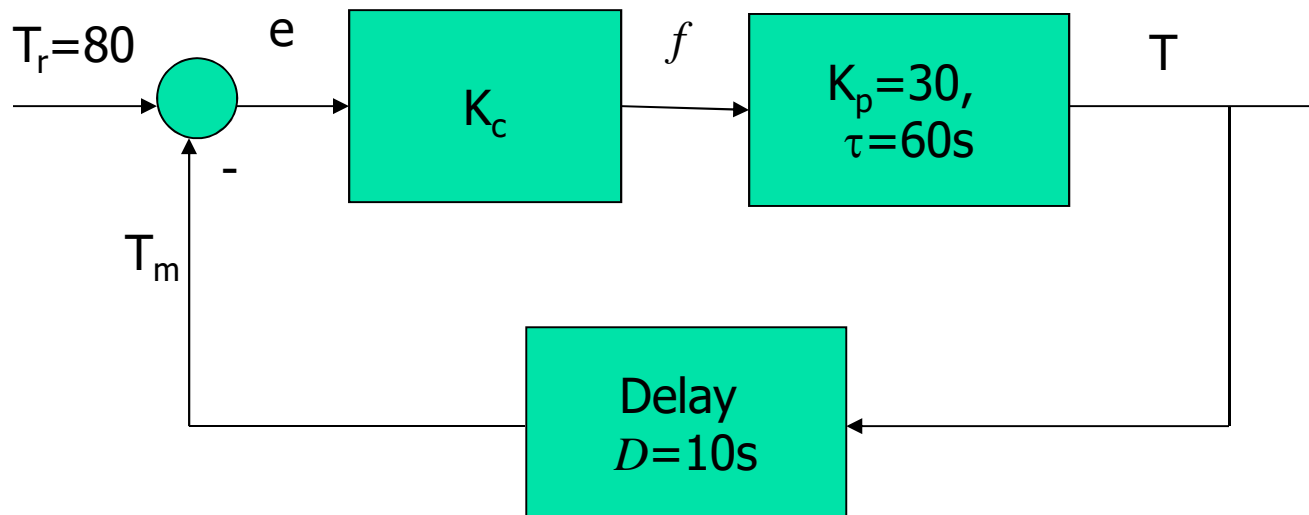 Tr=80
e
Kc
f
Kp=30,
τ=60s
T
-
Tm
Delay
D=10s